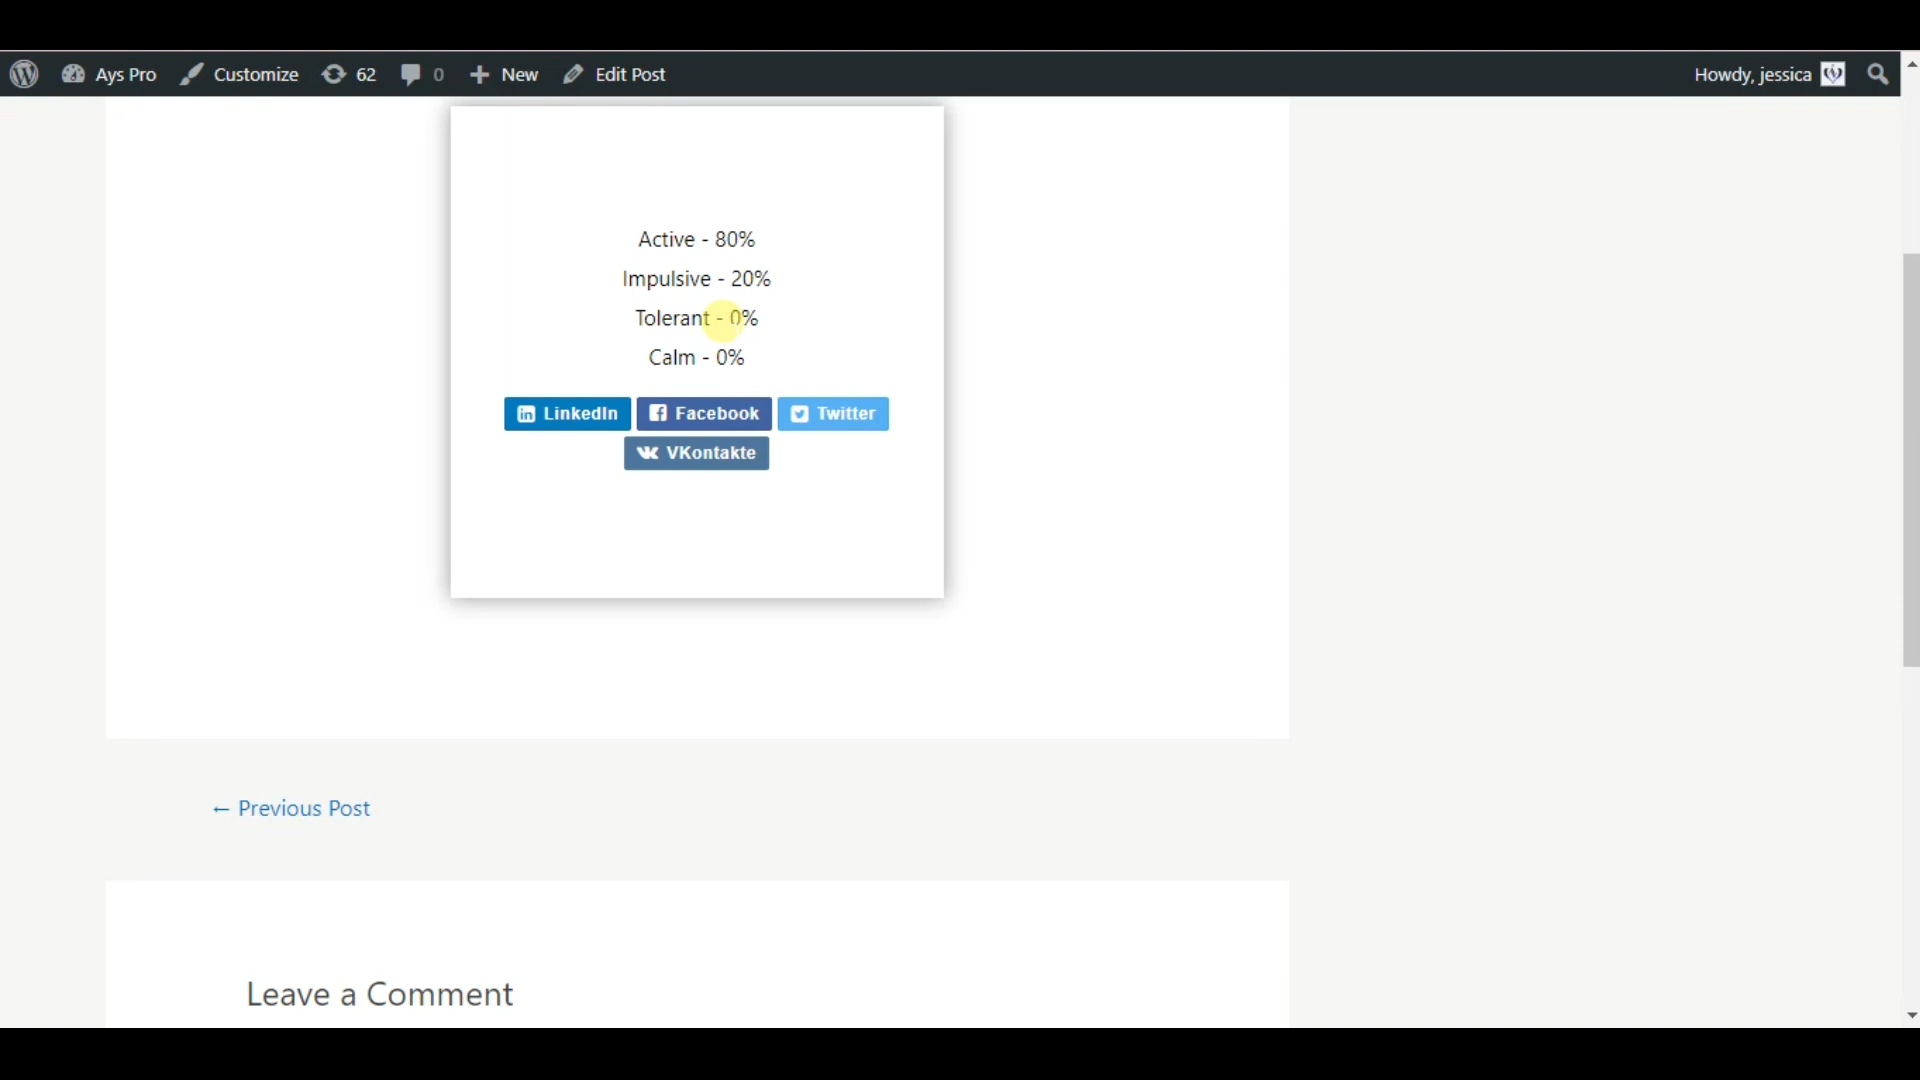 Ays Pro Customize 62 0 New Edit Post Howdy, jessica
Active - 80%
Impulsive - 20%
Tolerant - 0%
Calm - 0%
LinkedIn Facebook Twitter
VKontakte
← Previous Post
Leave a Comment